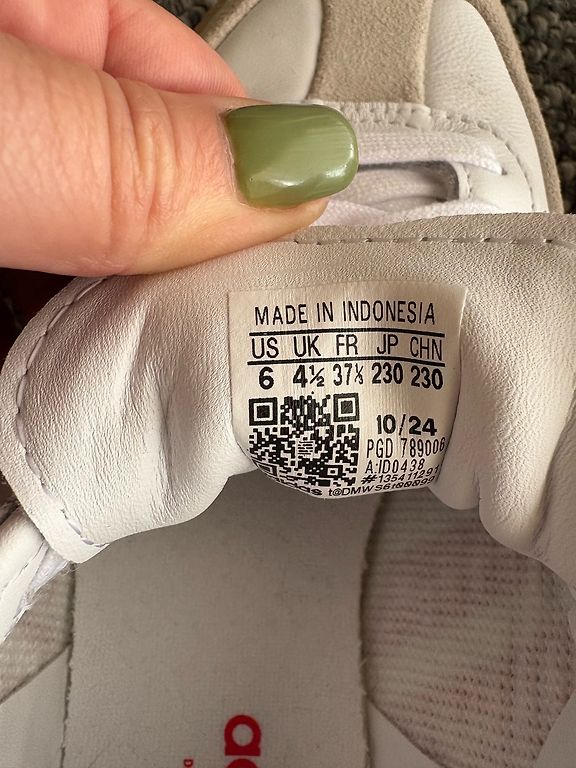 MADE IN INDONESIA
US UK FR JP CHN
6 4½ 37⅓ 230 230
10/24
PGD 789006
A:ID0438
#135411291